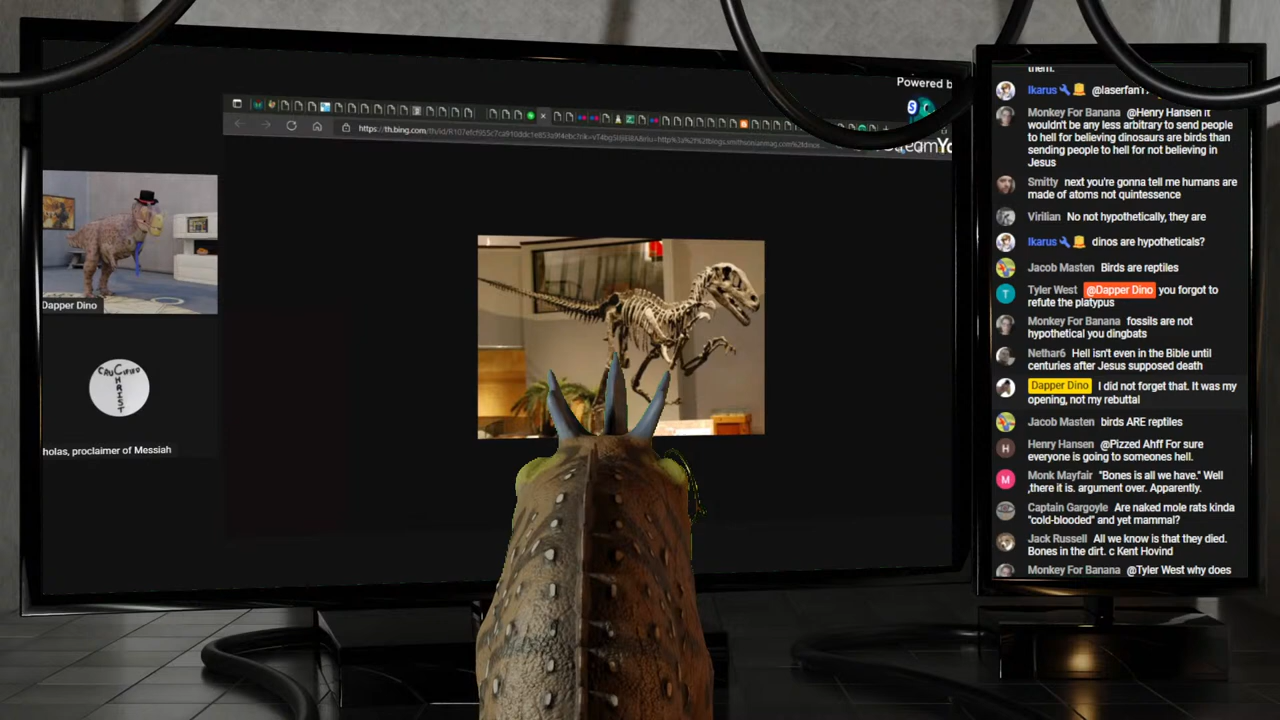 Powered b
https://th.bing.com
eamYa
Dapper Dino
CRUCIFIED
CHRIST
holas, proclaimer of Messiah
them.
Ikarus @laserfan
Monkey For Banana @Henry Hansen it
wouldn't be any less arbitrary to send people
to hell for believing dinosaurs are birds than
sending people to hell for not believing in
Jesus
Smitty next you're gonna tell me humans are
made of atoms not quintessence
Virilian No not hypothetically, they are
Ikarus dinos are hypotheticals?
Jacob Masten Birds are reptiles
T
Tyler West @Dapper Dino you forgot to
refute the platypus
Monkey For Banana fossils are not
hypothetical you dingbats
Nethar6 Hell isn't even in the Bible until
centuries after Jesus supposed death
Dapper Dino I did not forget that. It was my
opening, not my rebuttal
Jacob Masten birds ARE reptiles
H
Henry Hansen @Pizzed Ahff For sure
everyone is going to someones hell.
M
Monk Mayfair "Bones is all we have." Well
,there it is. argument over. Apparently.
Captain Gargoyle Are naked mole rats kinda
"cold-blooded" and yet mammal?
Jack Russell All we know is that they died.
Bones in the dirt. c Kent Hovind
Monkey For Banana @Tyler West why does